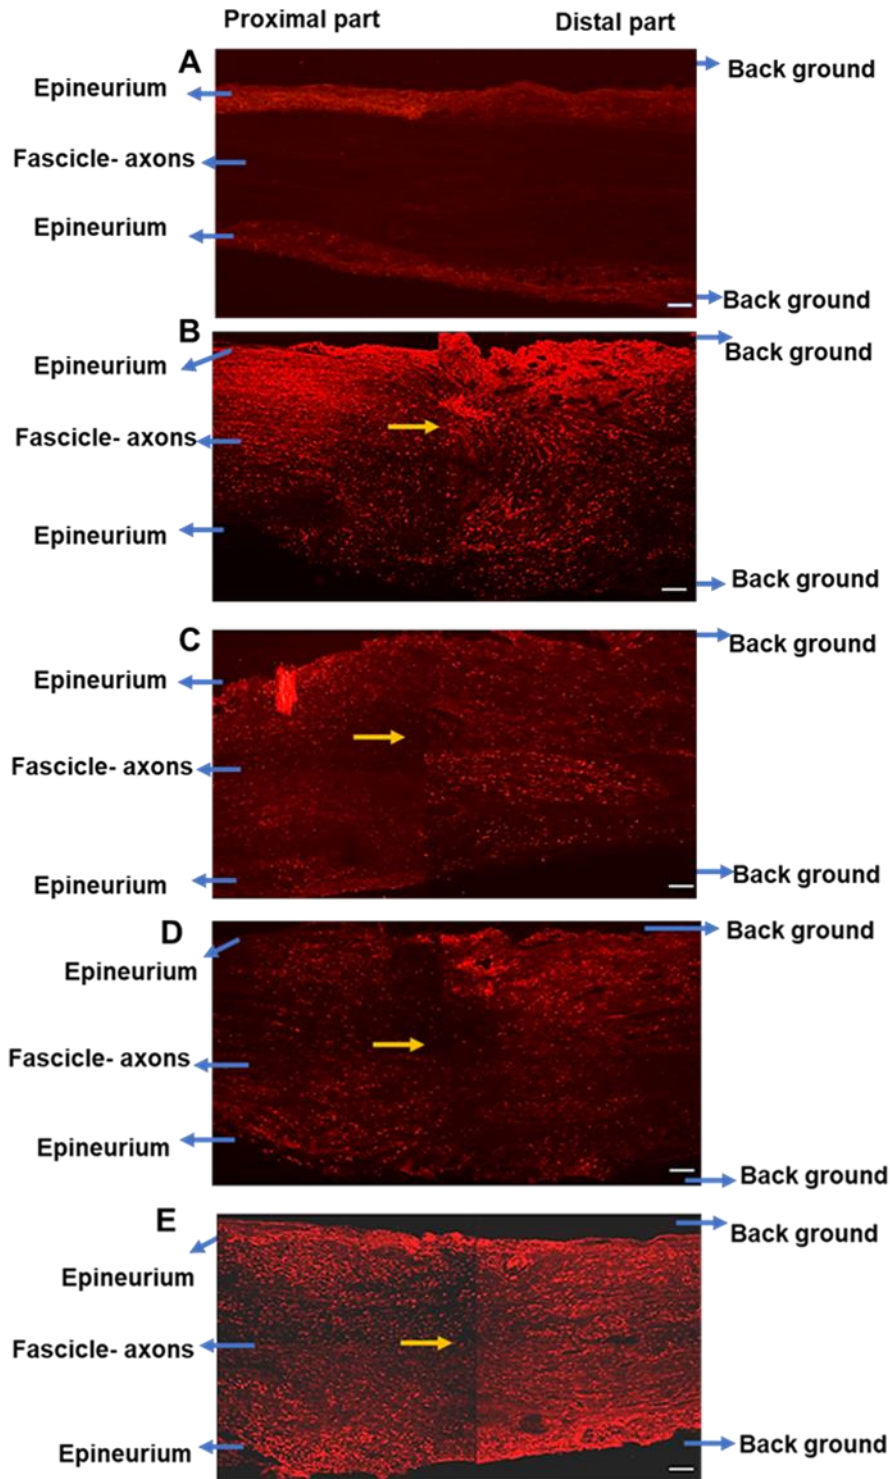 Proximal part
Distal part
A
Back ground
Epineurium
Fascicle- axons
Epineurium
Back ground
B
Back ground
Epineurium
Fascicle- axons
Epineurium
Back ground
C
Back ground
Epineurium
Fascicle- axons
Back ground
Epineurium
D
Back ground
Epineurium
Fascicle- axons
Epineurium
Back ground
E
Back ground
Epineurium
Fascicle- axons
Back ground
Epineurium